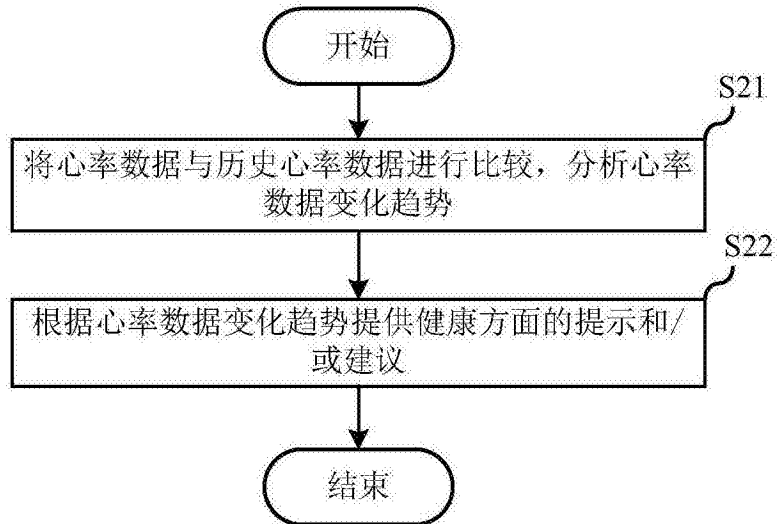 开始
S21
将心率数据与历史心率数据进行比较，分析心率
数据变化趋势
S22
根据心率数据变化趋势提供健康方面的提示和/
或建议
结束